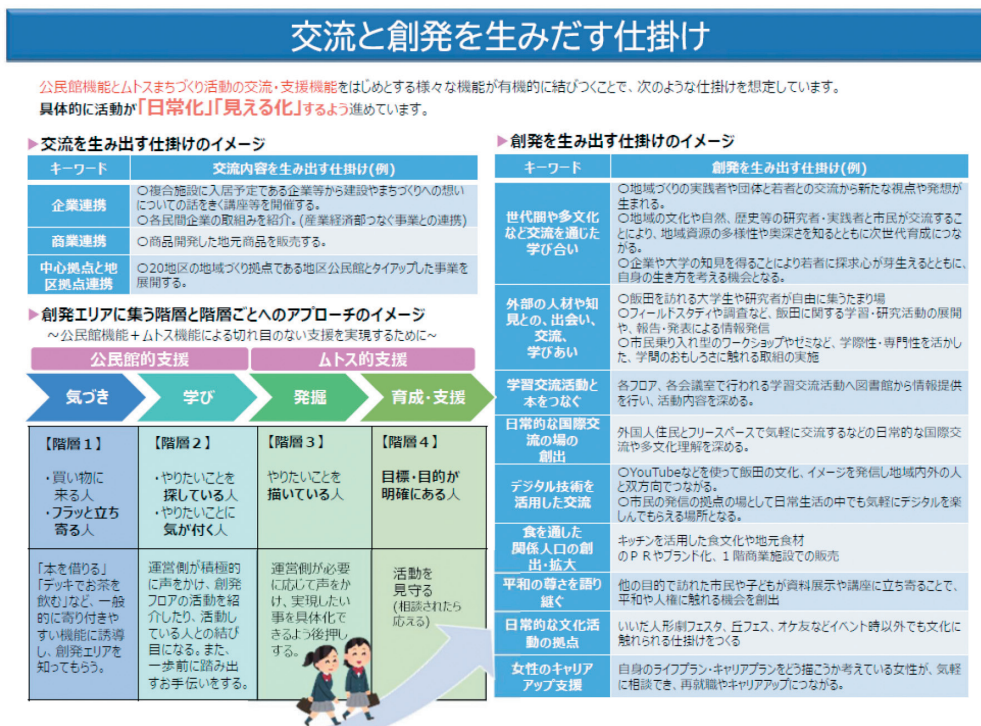 交流と創発を生みだす仕掛け
公民館機能とムトスまちづくり活動の交流・支援機能をはじめとする様々な機能が有機的に結びつくことで、次のような仕掛けを想定しています。
具体的に活動が「日常化」「見える化」するよう進めています。
▶交流を生み出す仕掛けのイメージ
キーワード
交流内容を生み出す仕掛け(例)
企業連携
○複合施設に入居予定である企業等から建設やまちづくりへの想い
についての話をきく講座等を開催する。
○各民間企業の取組みを紹介。(産業経済部つなぐ事業との連携)
商業連携
○商品開発した地元商品を販売する。
中心拠点と地
区拠点連携
○20地区の地域づくり拠点である地区公民館とタイアップした事業を
展開する。
▶創発エリアに集う階層と階層ごとへのアプローチのイメージ
～公民館機能+ムトス機能による切れ目のない支援を実現するために～
公民館的支援
ムトス的支援
気づき
学び
発掘
育成・支援
【階層1】
・買い物に
来る人
・フラッと立ち
寄る人
【階層2】
・やりたいことを
探している人
・やりたいことに
気が付く人
【階層3】
やりたいことを
描いている人
【階層4】
目標・目的が
明確にある人
「本を借りる」
「デッキでお茶を
飲む」など、一般
的に寄り付きや
すい機能に誘導
し、創発エリアを
知ってもらう。
運営側が積極的
に声をかけ、創発
フロアの活動を紹
介したり、活動し
ている人との結び
目になる。また、
一歩前に踏み出
すお手伝いをする。
運営側が必要
に応じて声をか
け、実現したい
事を具体化で
きるよう後押し
する。
活動を
見守る
(相談されたら
応える)
▶創発を生み出す仕掛けのイメージ
キーワード
創発を生み出す仕掛け(例)
世代間や多文化
など交流を通じた
学び合い
○地域づくりの実践者や団体と若者との交流から新たな視点や発想が
生まれる。
○地域の文化や自然、歴史等の研究者・実践者と市民が交流するこ
とにより、地域資源の多様性や奥深さを知るとともに次世代育成につな
がる。
○企業や大学の知見を得ることにより若者に探求心が芽生えるとともに、
自身の生き方を考える機会となる。
外部の人材や知
見との、出会い、
交流、
学びあい
○飯田を訪れる大学生や研究者が自由に集うたまり場
○フィールドスタディや調査など、飯田に関する学習・研究活動の展開
や、報告・発表による情報発信
○市民乗り入れ型のワークショップやゼミなど、学際性・専門性を活かし
た、学問のおもしろさに触れる取組の実施
学習交流活動と
本をつなぐ
各フロア、各会議室で行われる学習交流活動へ図書館から情報提供
を行い、活動内容を深める。
日常的な国際交
流の場の
創出
外国人住民とフリースペースで気軽に交流するなどの日常的な国際交
流や多文化理解を深める。
デジタル技術を
活用した交流
○YouTubeなどを使って飯田の文化、イメージを発信し地域内外の人
と双方向でつながる。
○市民の発信の拠点の場として日常生活の中でも気軽にデジタルを楽
しんでもらえる場所となる。
食を通した
関係人口の創
出・拡大
キッチンを活用した食文化や地元食材
のPRやブランド化、1階商業施設での販売
平和の尊さを語り
継ぐ
他の目的で訪れた市民や子どもが資料展示や講座に立ち寄ることで、
平和や人権に触れる機会を創出
日常的な文化活
動の拠点
いいだ人形劇フェスタ、丘フェス、オケ友などイベント時以外でも文化に
触れられる仕掛けをつくる
女性のキャリア
アップ支援
自身のライフプラン・キャリアプランをどう描こうか考えている女性が、気軽
に相談でき、再就職やキャリアアップにつながる。